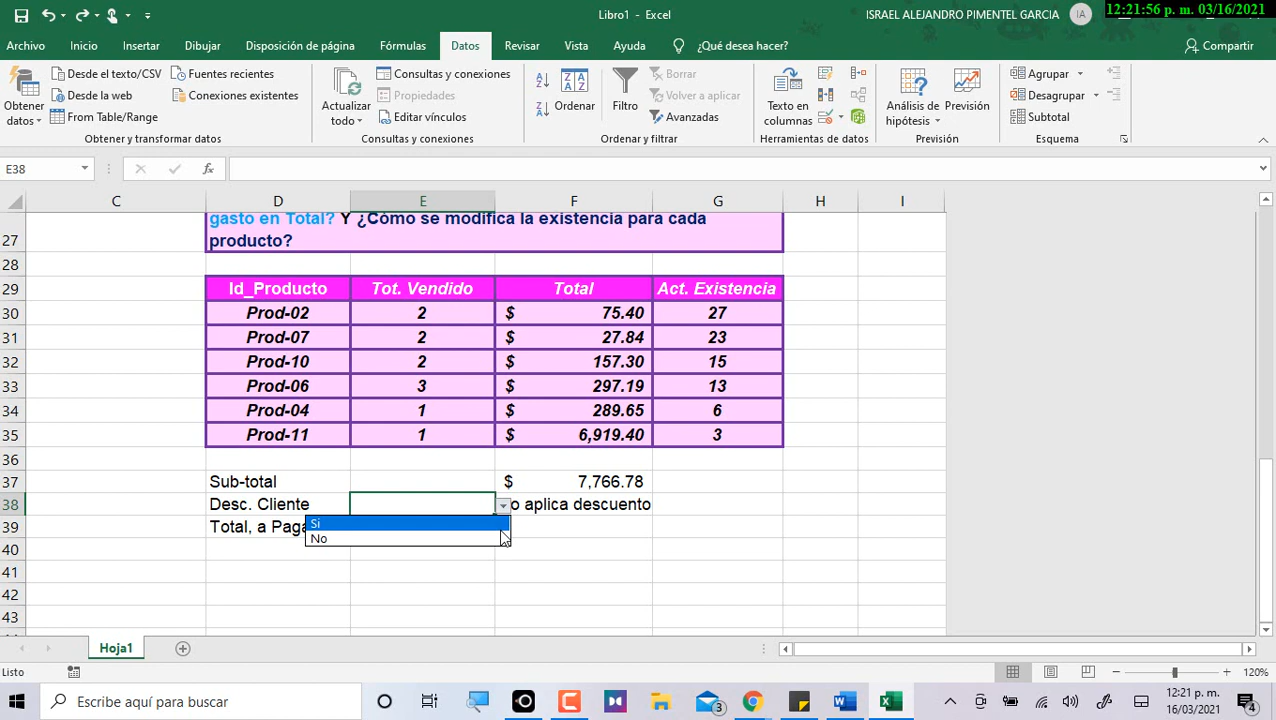 12:21:56 p. m. 03/16/2021
Libro1 - Excel
ISRAEL ALEJANDRO PIMENTEL GARCIA
IA
Archivo Inicio Insertar Dibujar Disposición de página Fórmulas Datos Revisar Vista Ayuda ¿Qué desea hacer? Compartir
Obtener datos
Desde el texto/CSV
Desde la web
From Table/Range
Fuentes recientes
Conexiones existentes
Obtener y transformar datos
Actualizar todo
Consultas y conexiones
Propiedades
Editar vínculos
Consultas y conexiones
Ordenar
Filtro
Borrar
Volver a aplicar
Avanzadas
Ordenar y filtrar
Texto en columnas
Herramientas de datos
Análisis de hipótesis
Previsión
Previsión
Agrupar
Desagrupar
Subtotal
Esquema
E38
fx
C D E F G H I
gasto en Total? Y ¿Cómo se modifica la existencia para cada
27 producto?
28
29 Id_Producto Tot. Vendido Total Act. Existencia
30 Prod-02 2 $ 75.40 27
31 Prod-07 2 $ 27.84 23
32 Prod-10 2 $ 157.30 15
33 Prod-06 3 $ 297.19 13
34 Prod-04 1 $ 289.65 6
35 Prod-11 1 $ 6,919.40 3
36
37 Sub-total $ 7,766.78
38 Desc. Cliente o aplica descuento
39 Total, a Paga
Si
No
40
41
42
43
Hoja1
Listo
120%
Escribe aquí para buscar
3
12:21 p. m.
16/03/2021
4